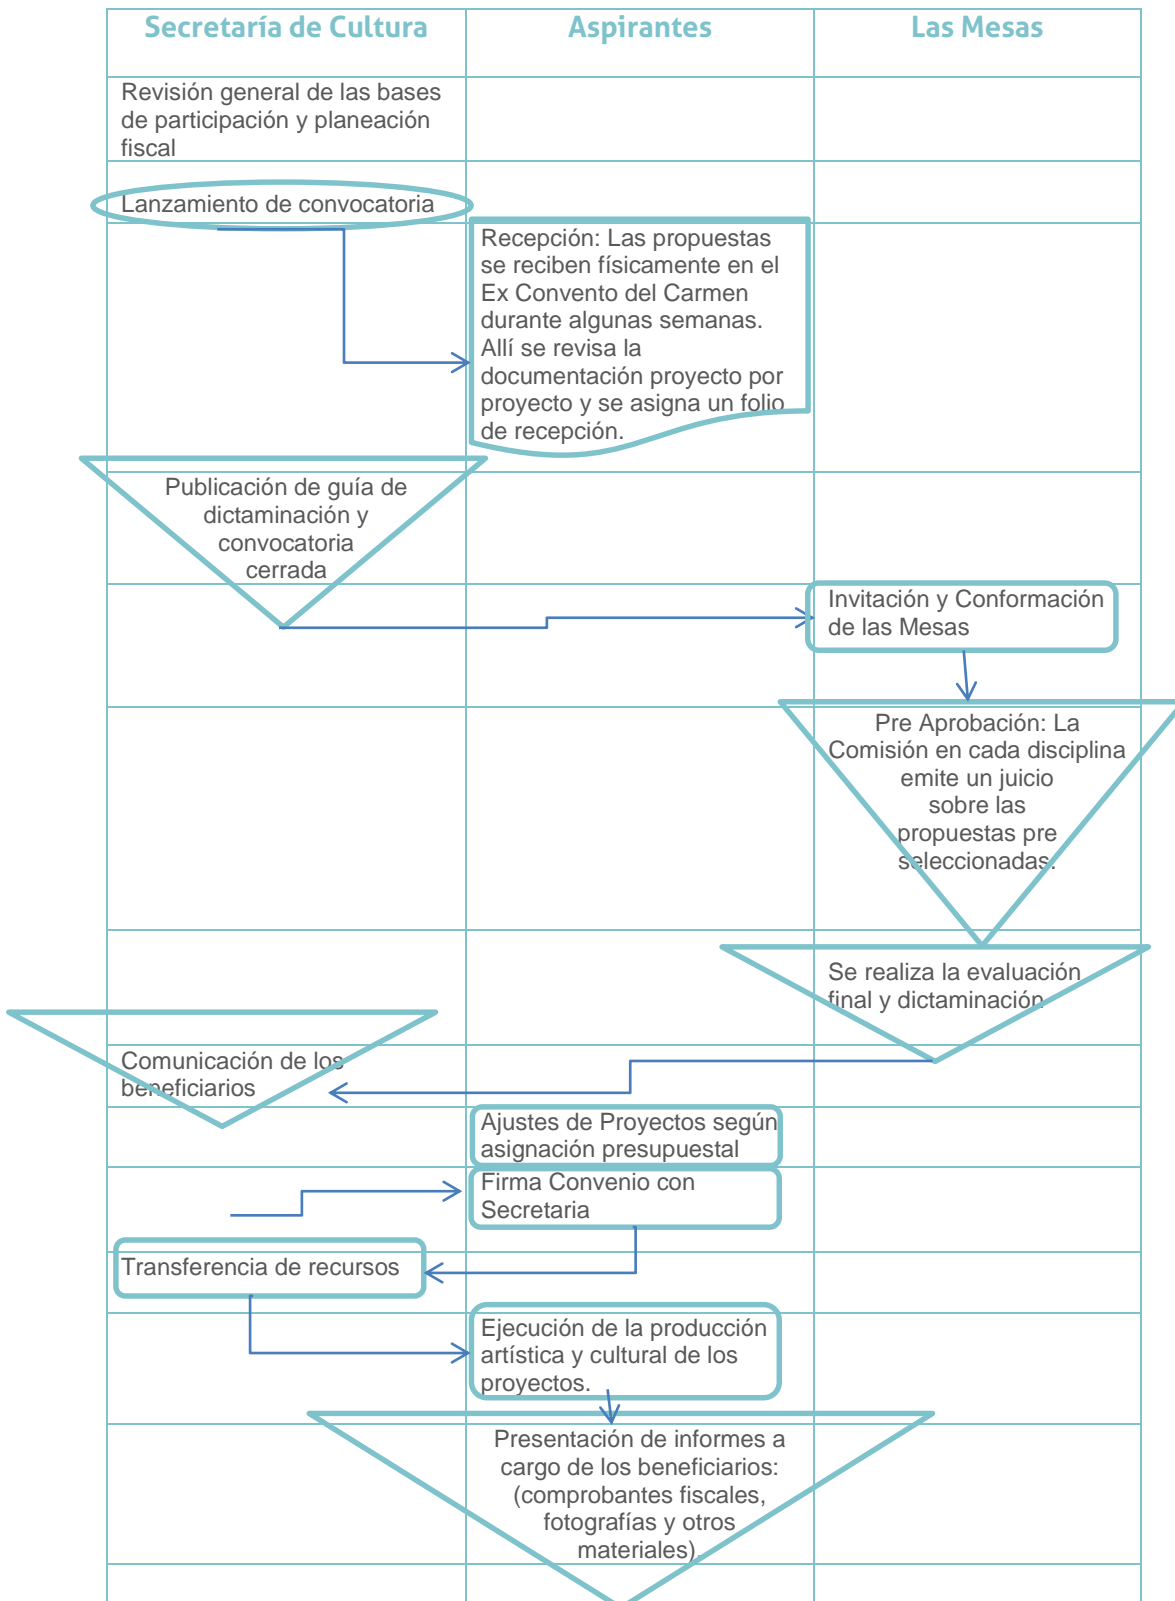 Secretaría de Cultura
Aspirantes
Las Mesas
Revisión general de las bases
de participación y planeación
fiscal
Lanzamiento de convocatoria
Recepción: Las propuestas
se reciben físicamente en el
Ex Convento del Carmen
durante algunas semanas.
Allí se revisa la
documentación proyecto por
proyecto y se asigna un folio
de recepción.
Publicación de guía de
dictaminación y
convocatoria
cerrada
Invitación y Conformación
de las Mesas
Pre Aprobación: La
Comisión en cada disciplina
emite un juicio
sobre las
propuestas pre
seleccionadas.
Se realiza la evaluación
final y dictaminación
Comunicación de los
beneficiarios
Ajustes de Proyectos según
asignación presupuestal
Firma Convenio con
Secretaria
Transferencia de recursos
Ejecución de la producción
artística y cultural de los
proyectos.
Presentación de informes a
cargo de los beneficiarios:
(comprobantes fiscales,
fotografías y otros
materiales).